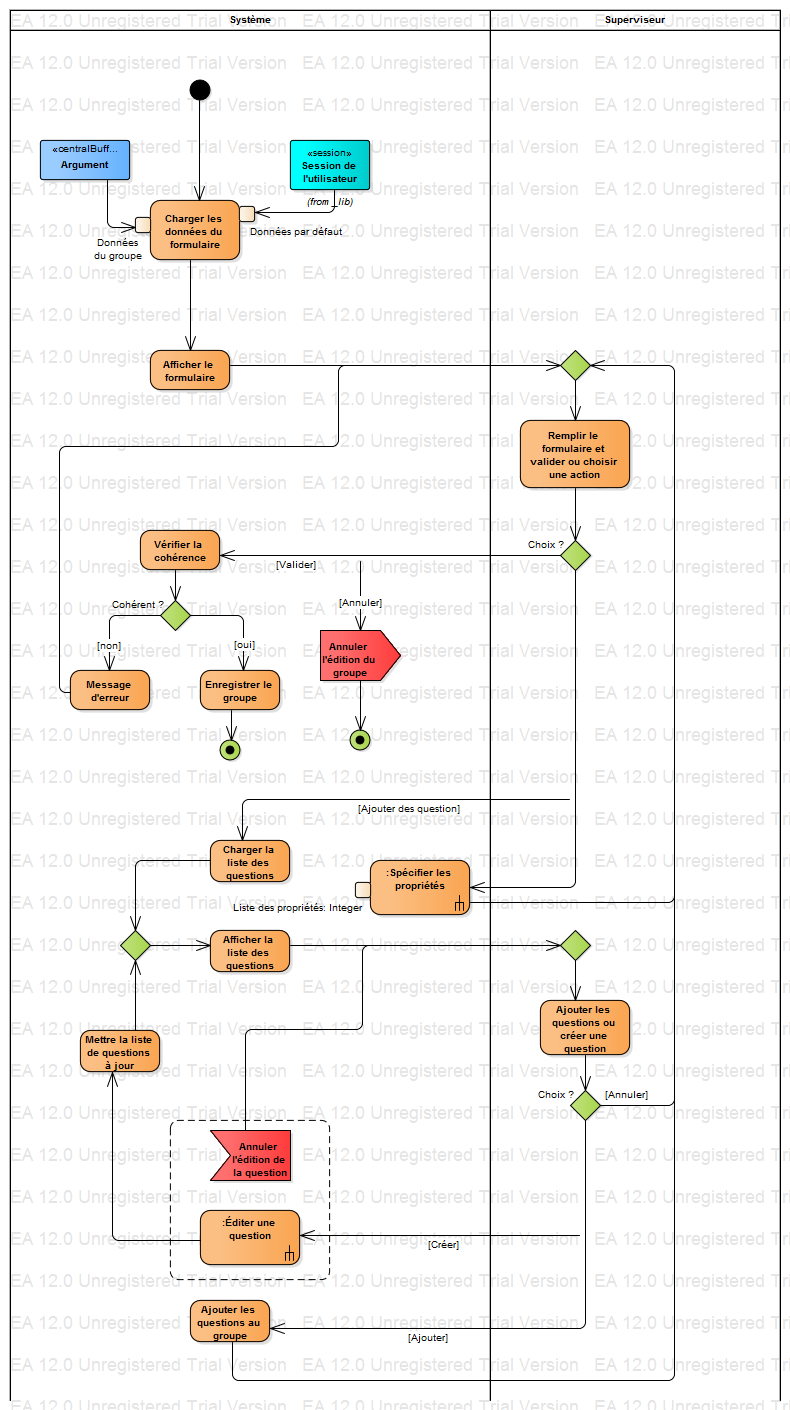 Système
Superviseur
EA 12.0 Unregistered Trial Version
«centralBuff...
Argument
«session»
Session de
l'utilisateur
(from _lib)
Charger les
données du
formulaire
Données
du groupe
Données par défaut
Afficher le
formulaire
Remplir le
formulaire et
valider ou choisir
une action
Choix ?
[Valider]
Vérifier la
cohérence
Cohérent ?
[Annuler]
[non]
[oui]
Annuler
l'édition du
groupe
Message
d'erreur
Enregistrer le
groupe
[Ajouter des question]
Charger la
liste des
questions
:Spécifier les
propriétés
Liste des propriétés: Integer
Afficher la
liste des
questions
Ajouter les
questions ou
créer une
question
Mettre la liste
de questions
à jour
Choix ?
[Annuler]
Annuler
l'édition de
la question
:Éditer une
question
[Créer]
Ajouter les
questions au
groupe
[Ajouter]